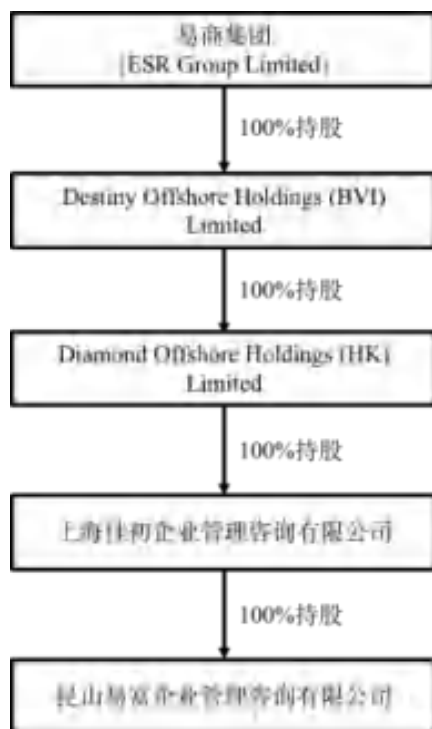 易商集团
(ESR Group Limited)
100%持股
Destiny Offshore Holdings (BVI)
Limited
100%持股
Diamond Offshore Holdings (HK)
Limited
100%持股
上海佳初企业管理咨询有限公司
100%持股
昆山易富企业管理咨询有限公司